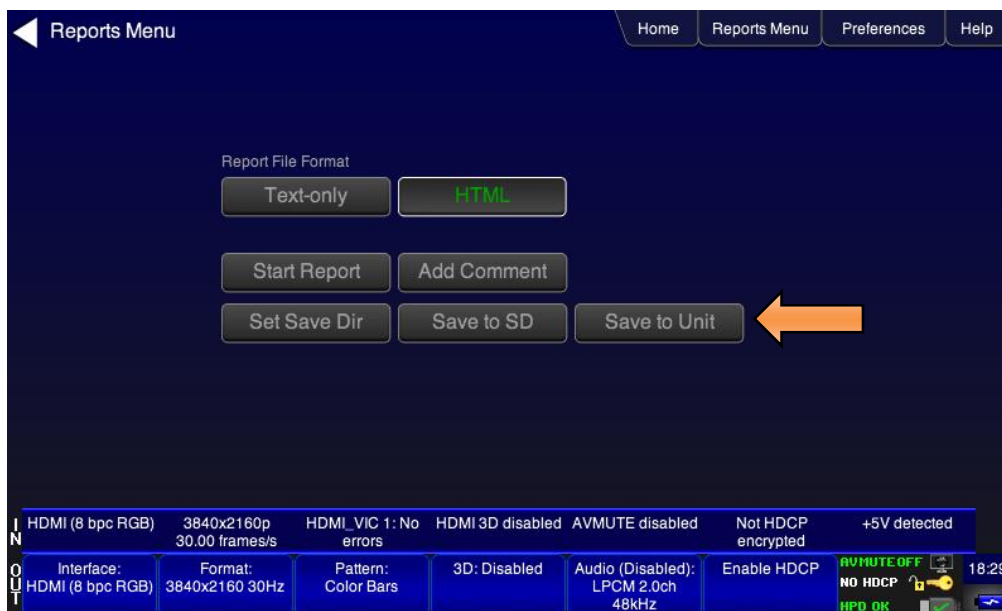 Reports Menu
Home
Reports Menu
Preferences
Help
Report File Format
Text-only
HTML
Start Report
Add Comment
Set Save Dir
Save to SD
Save to Unit
IN
HDMI (8 bpc RGB)
3840x2160p
30.00 frames/s
HDMI_VIC 1: No
errors
HDMI 3D disabled
AVMUTE disabled
Not HDCP
encrypted
+5V detected
OUT
Interface:
HDMI (8 bpc RGB)
Format:
3840x2160 30Hz
Pattern:
Color Bars
3D: Disabled
Audio (Disabled):
LPCM 2.0ch
48kHz
Enable HDCP
AVMUTE OFF
NO HDCP
HPD OK
18:29